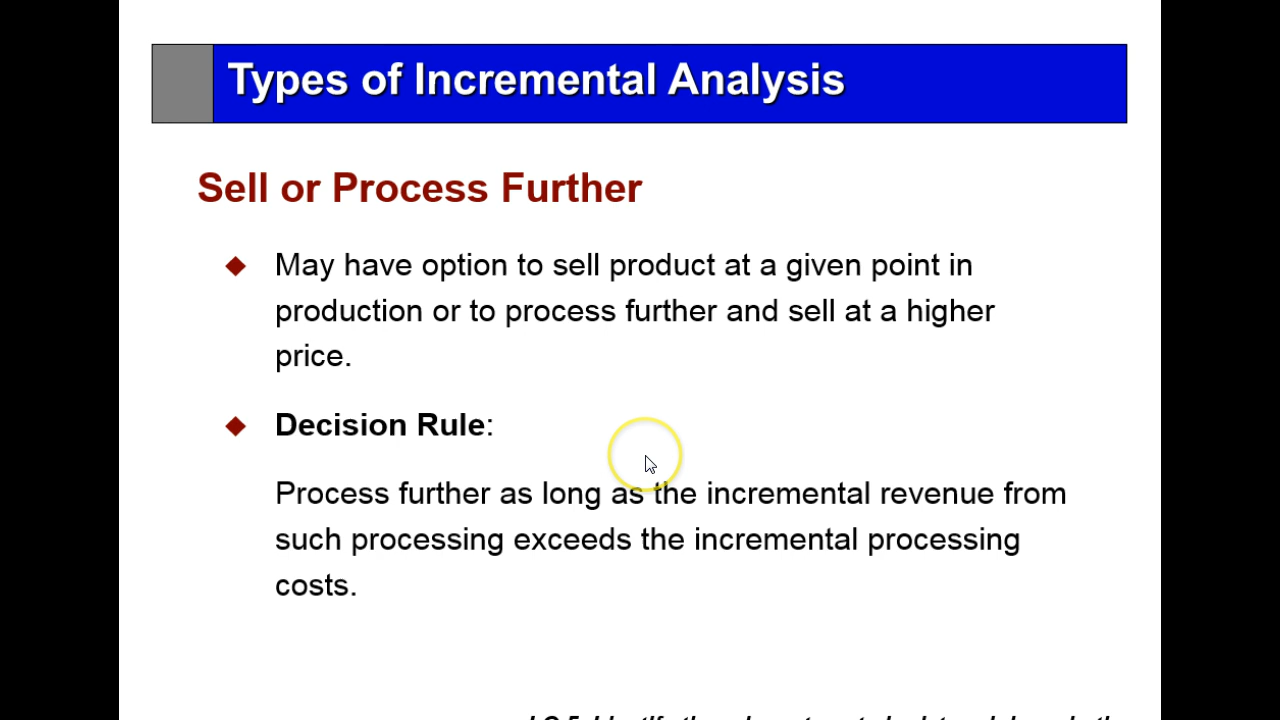 Types of Incremental Analysis
Sell or Process Further
May have option to sell product at a given point in
production or to process further and sell at a higher
price.
Decision Rule:
Process further as long as the incremental revenue from
such processing exceeds the incremental processing
costs.